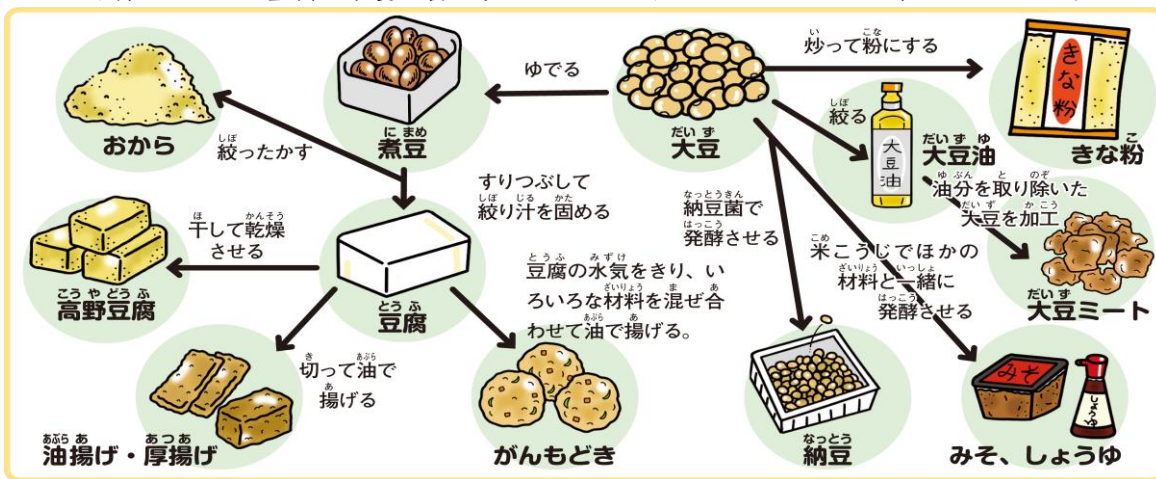 炒って粉にする
きな粉
きな粉
ゆでる
大豆
煮豆
おから
絞ったかす
絞る
大豆油
大豆油
油分を取り除いた
大豆を加工
大豆ミート
すりつぶして
絞り汁を固める
豆腐
干して乾燥
させる
高野豆腐
切って油で
揚げる
油揚げ・厚揚げ
豆腐の水気をきり、い
ろいろな材料を混ぜ合
わせて油で揚げる。
がんもどき
納豆菌で
発酵させる
納豆
米こうじでほかの
材料と一緒に
発酵させる
みそ
しょうゆ
みそ、しょうゆ